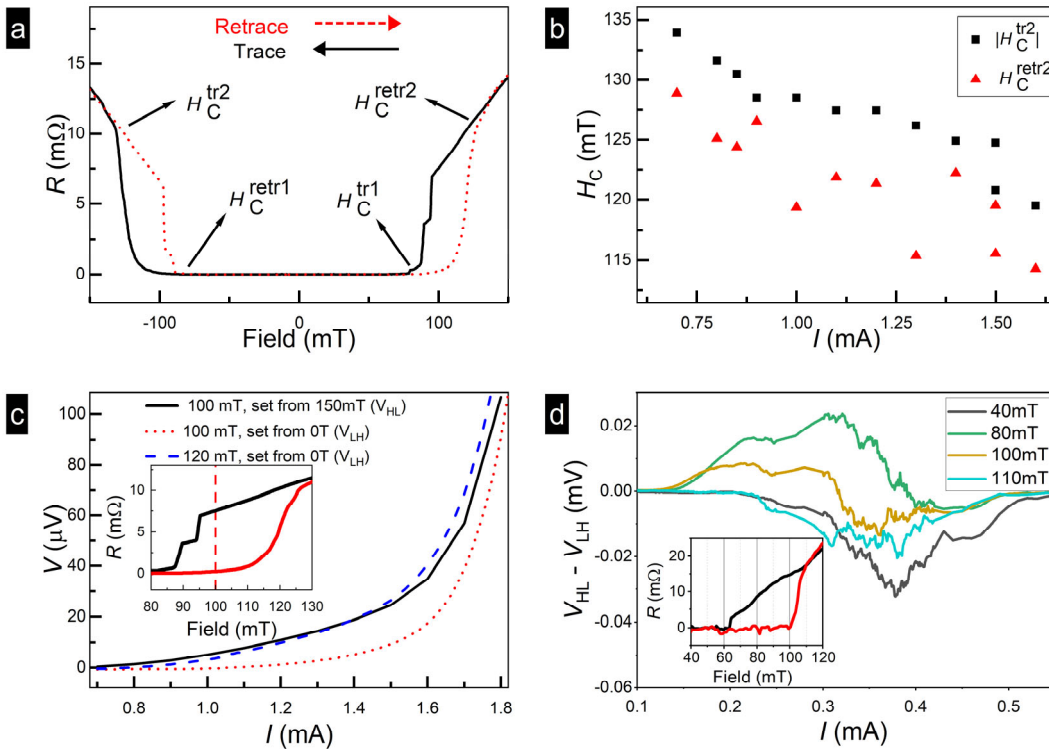 a
Retrace
Trace
H_C^tr2
H_C^retr2
H_C^retr1
H_C^tr1
R (mΩ)
15
10
5
0
-100
0
100
Field (mT)
b
|H_C^tr2|
H_C^retr2
H_C (mT)
135
130
125
120
115
0.75
1.00
1.25
1.50
I (mA)
c
100 mT, set from 150mT (V_HL)
100 mT, set from 0T (V_LH)
120 mT, set from 0T (V_LH)
V (µV)
100
80
60
40
20
0
R (mΩ)
10
5
0
80
90
100
110
120
130
Field (mT)
0.8
1.0
1.2
1.4
1.6
1.8
I (mA)
d
40mT
80mT
100mT
110mT
V_HL - V_LH (mV)
0.02
0.00
-0.02
-0.04
-0.06
R (mΩ)
20
10
0
40
60
80
100
120
Field (mT)
0.1
0.2
0.3
0.4
0.5
I (mA)